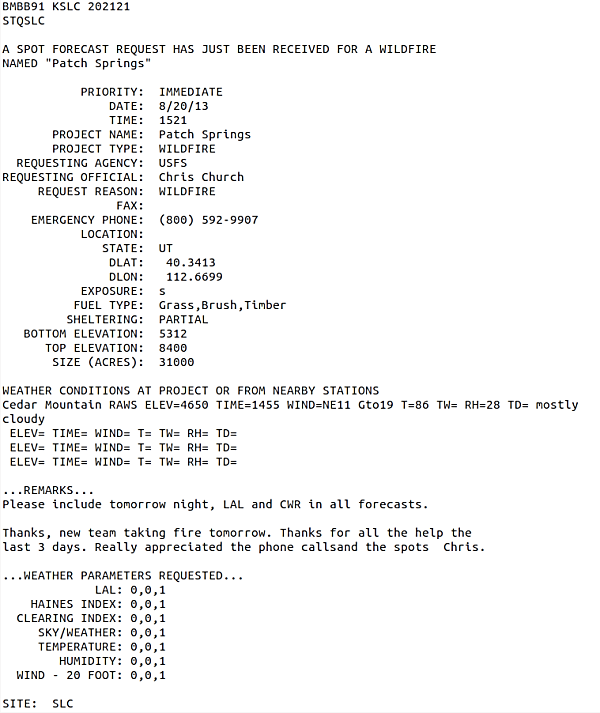 BMBB91 KSLC 202121
STQSLC
A SPOT FORECAST REQUEST HAS JUST BEEN RECEIVED FOR A WILDFIRE
NAMED "Patch Springs"
PRIORITY: IMMEDIATE
DATE: 8/20/13
TIME: 1521
PROJECT NAME: Patch Springs
PROJECT TYPE: WILDFIRE
REQUESTING AGENCY: USFS
REQUESTING OFFICIAL: Chris Church
REQUEST REASON: WILDFIRE
FAX:
EMERGENCY PHONE: (800) 592-9907
LOCATION:
STATE: UT
DLAT: 40.3413
DLON: 112.6699
EXPOSURE: s
FUEL TYPE: Grass,Brush,Timber
SHELTERING: PARTIAL
BOTTOM ELEVATION: 5312
TOP ELEVATION: 8400
SIZE (ACRES): 31000
WEATHER CONDITIONS AT PROJECT OR FROM NEARBY STATIONS
Cedar Mountain RAWS ELEV=4650 TIME=1455 WIND=NE11 Gto19 T=86 TW= RH=28 TD= mostly
cloudy
ELEV= TIME= WIND= T= TW= RH= TD=
ELEV= TIME= WIND= T= TW= RH= TD=
ELEV= TIME= WIND= T= TW= RH= TD=
...REMARKS...
Please include tomorrow night, LAL and CWR in all forecasts.
Thanks, new team taking fire tomorrow. Thanks for all the help the
last 3 days. Really appreciated the phone callsand the spots  Chris.
...WEATHER PARAMETERS REQUESTED...
LAL: 0,0,1
HAINES INDEX: 0,0,1
CLEARING INDEX: 0,0,1
SKY/WEATHER: 0,0,1
TEMPERATURE: 0,0,1
HUMIDITY: 0,0,1
WIND - 20 FOOT: 0,0,1
SITE: SLC